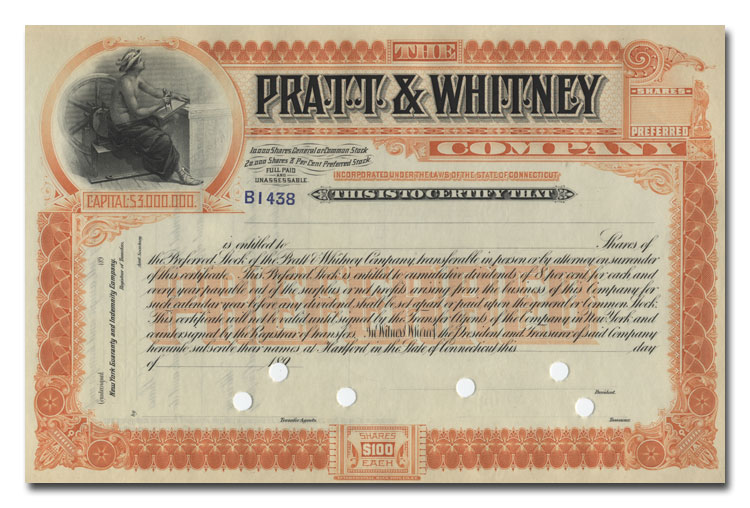 THE
PRATT & WHITNEY
SHARES
PREFERRED
COMPANY
10,000 Shares General or Common Stock
20,000 Shares 8 Per Cent Preferred Stock
FULL PAID
AND
UNASSESSABLE.
INCORPORATED UNDER THE LAWS OF THE STATE OF CONNECTICUT.
CAPITAL $3,000,000.
B1438
THIS IS TO CERTIFY THAT
is entitled to Shares of
the Preferred Stock of the Pratt & Whitney Company, transferable in person or by attorney on surrender
of this certificate. This Preferred Stock is entitled to cumulative dividends of 8 per cent for each and
every year payable out of the surplus and profits arising from the business of this Company for
such calendar year before any dividend shall be set apart or paid upon the general or Common Stock.
This certificate will not be valid until signed by the Transfer Agents of the Company in New York and
countersigned by the Registrar of transfers. In Witness Whereof, the President and Treasurer of said Company
hereunto subscribe their names at Hartford in the State of Connecticut this day
of 189
President.
Transfer Agents.
Treasurer.
Countersigned,
New York Guaranty and Indemnity Company,
Registrar of Transfers.
by
SHARES
$100
EACH